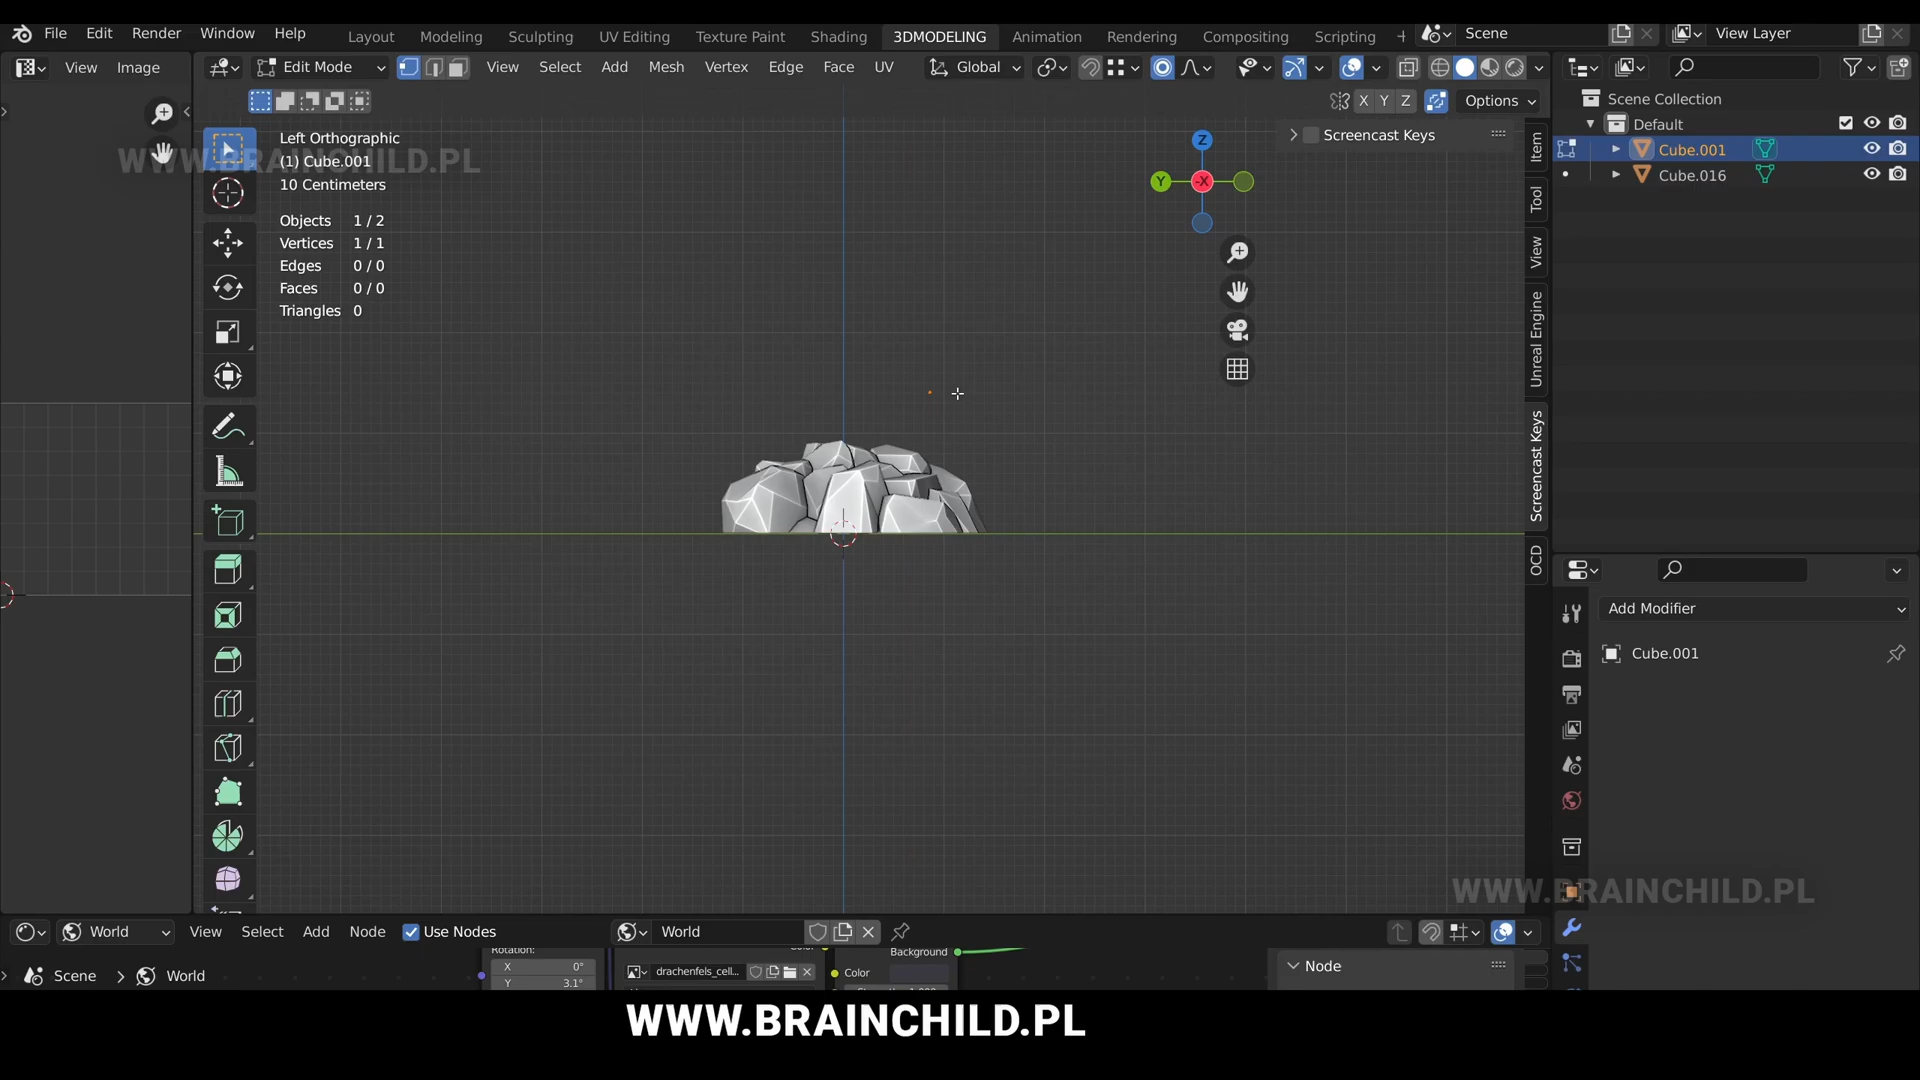 File Edit Render Window Help Layout Modeling Sculpting UV Editing Texture Paint Shading 3DMODELING Animation Rendering Compositing Scripting + Scene View Layer
View Image Edit Mode View Select Add Mesh Vertex Edge Face UV Global
X Y Z Options
Scene Collection
Default
Cube.001
Cube.016
Left Orthographic
(1) Cube.001
10 Centimeters
WWW.BRAINCHILD.PL
Objects 1 / 2
Vertices 1 / 1
Edges 0 / 0
Faces 0 / 0
Triangles 0
Screencast Keys
Z
Y -X
Item
Tool
View
Unreal Engine
Screencast Keys
OCD
Add Modifier
Cube.001
WWW.BRAINCHILD.PL
World View Select Add Node Use Nodes World
Scene > World
Rotation:
X 0°
Y 3.1°
drachenfels_cell...
Background
Color
Node
WWW.BRAINCHILD.PL